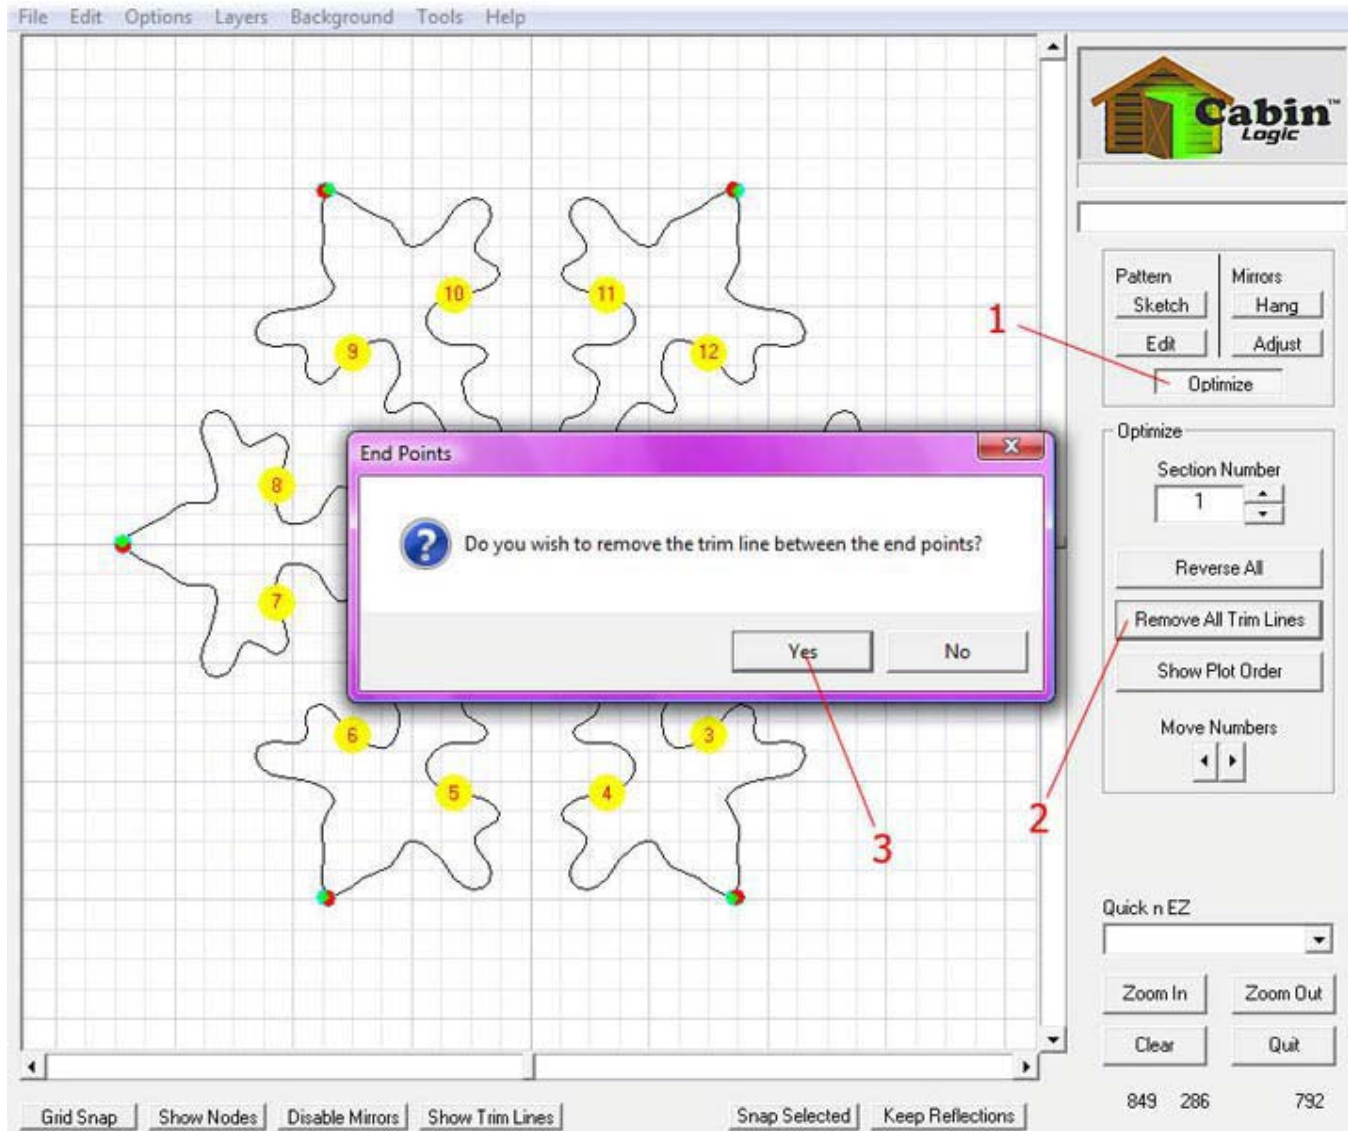 File Edit Options Layers Background Tools Help
Cabin™
Logic
Pattern
Mirrors
Sketch
Hang
Edit
Adjust
Optimize
1
Optimize
Section Number
1
Reverse All
Remove All Trim Lines
2
Show Plot Order
Move Numbers
10
11
9
12
8
7
6
3
5
4
End Points
X
?
Do you wish to remove the trim line between the end points?
Yes
No
3
Quick n EZ
Zoom In
Zoom Out
Clear
Quit
849 286 792
Grid Snap
Show Nodes
Disable Mirrors
Show Trim Lines
Snap Selected
Keep Reflections